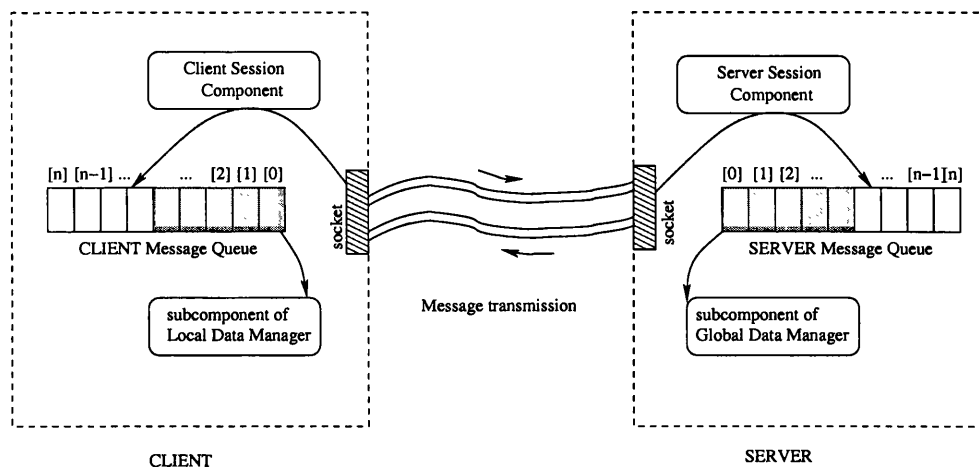 Client Session
Component
Server Session
Component
[n] [n-1] ... ... [2] [1] [0]
[0] [1] [2] ... ... [n-1][n]
socket
socket
CLIENT Message Queue
SERVER Message Queue
subcomponent of
Local Data Manager
Message transmission
subcomponent of
Global Data Manager
CLIENT
SERVER